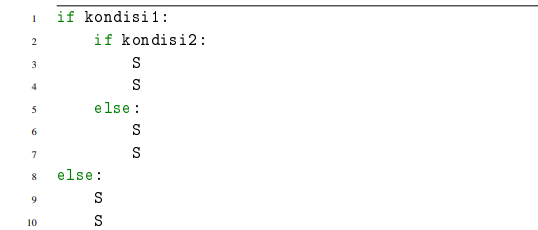 1 if kondisi1:
2     if kondisi2:
3         S
4         S
5     else:
6         S
7         S
8 else:
9     S
10     S